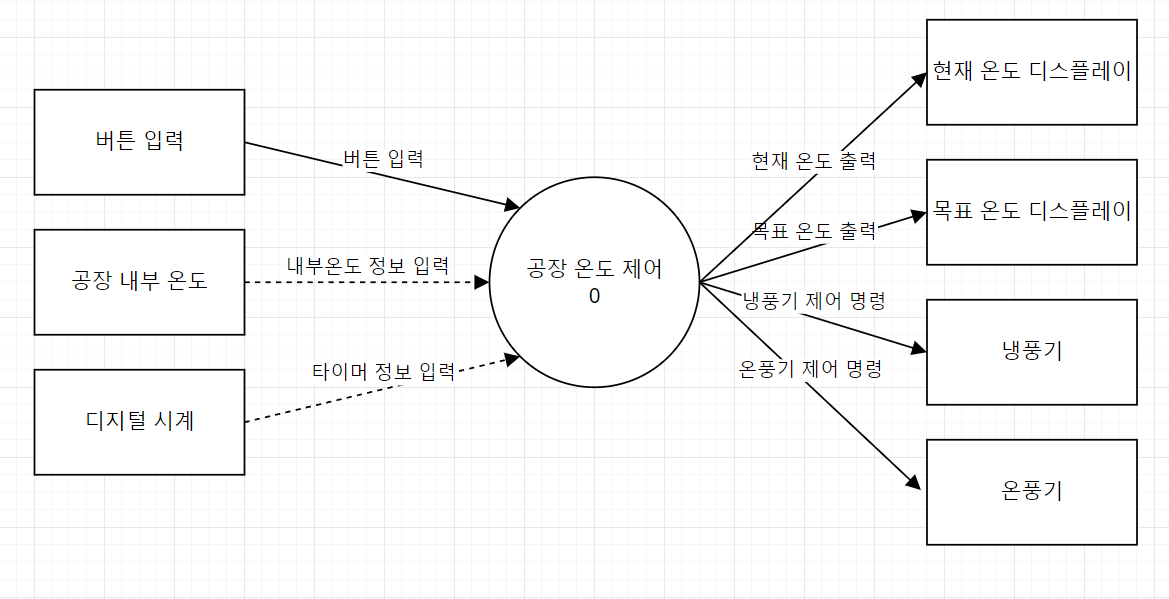 버튼 입력
공장 내부 온도
디지털 시계
버튼 입력
내부온도 정보 입력
타이머 정보 입력
공장 온도 제어
0
현재 온도 출력
목표 온도 출력
냉풍기 제어 명령
온풍기 제어 명령
현재 온도 디스플레이
목표 온도 디스플레이
냉풍기
온풍기